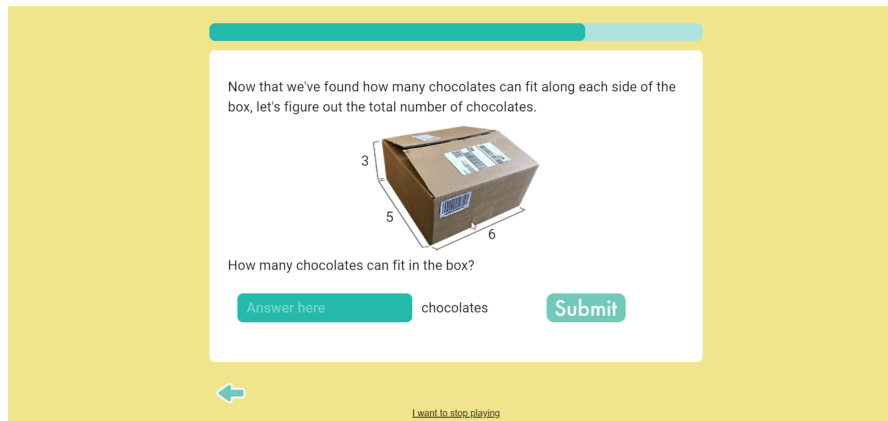 Now that we've found how many chocolates can fit along each side of the
box, let's figure out the total number of chocolates.
3
5
6
How many chocolates can fit in the box?
Answer here
chocolates
Submit
I want to stop playing